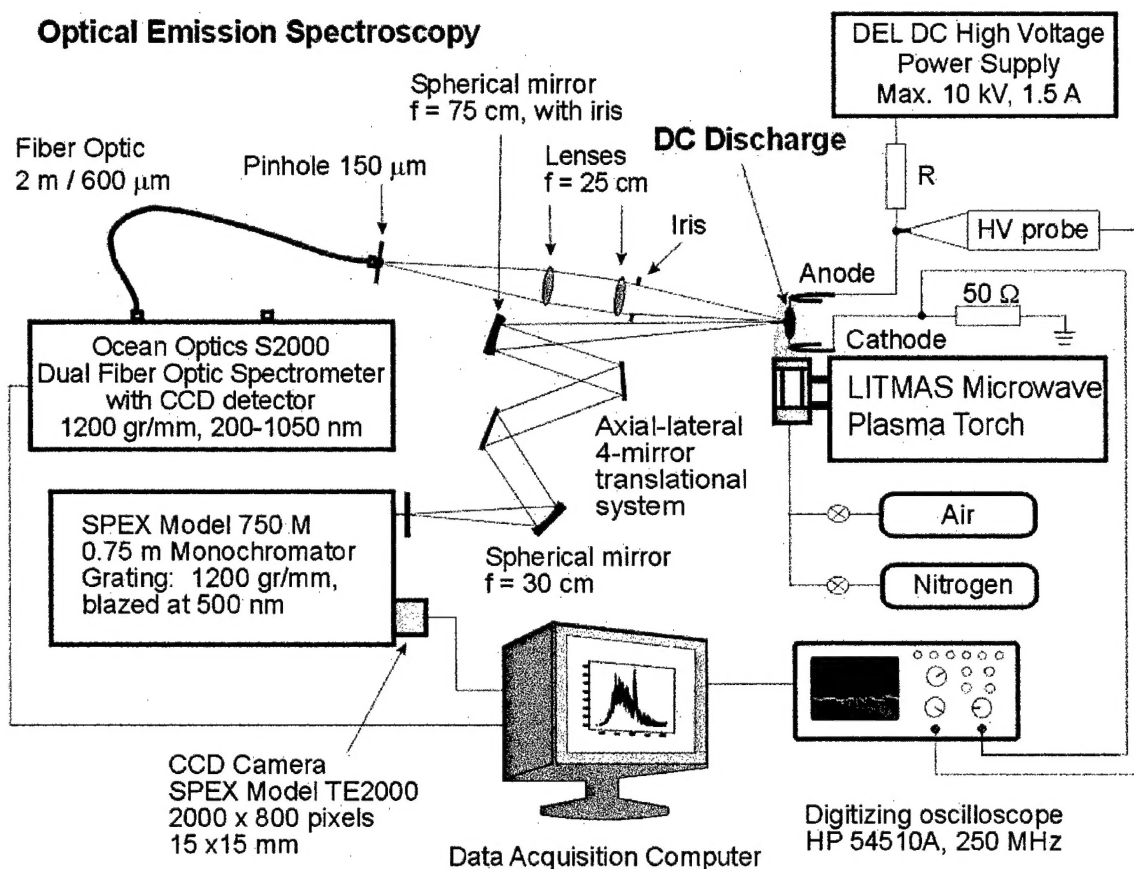 Optical Emission Spectroscopy
DEL DC High Voltage
Power Supply
Max. 10 kV, 1.5 A
Spherical mirror
f = 75 cm, with iris
DC Discharge
Fiber Optic
2 m / 600 μm
Pinhole 150 μm
Lenses
f = 25 cm
Iris
R
HV probe
Anode
50 Ω
Cathode
Ocean Optics S2000
Dual Fiber Optic Spectrometer
with CCD detector
1200 gr/mm, 200-1050 nm
LITMAS Microwave
Plasma Torch
Axial-lateral
4-mirror
translational
system
SPEX Model 750 M
0.75 m Monochromator
Grating: 1200 gr/mm,
blazed at 500 nm
Spherical mirror
f = 30 cm
Air
Nitrogen
CCD Camera
SPEX Model TE2000
2000 x 800 pixels
15 x15 mm
Data Acquisition Computer
Digitizing oscilloscope
HP 54510A, 250 MHz